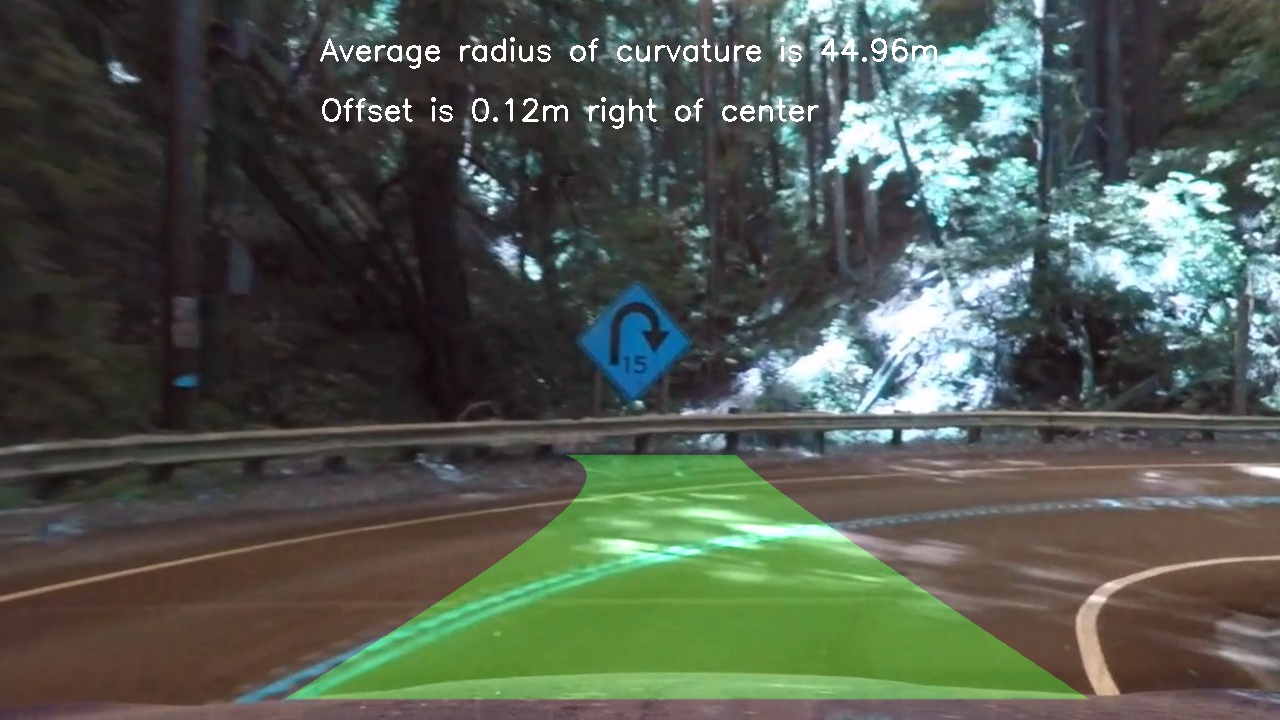 Average radius of curvature is 44.96m
Offset is 0.12m right of center
15